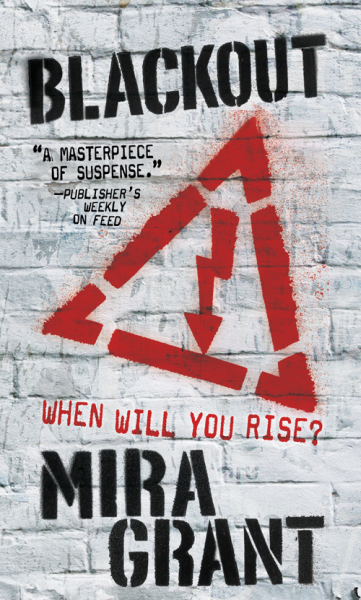 BLACKOUT
"A MASTERPIECE
OF SUSPENSE."
—PUBLISHER'S
WEEKLY
ON FEED
WHEN WILL YOU RISE?
MIRA
GRANT